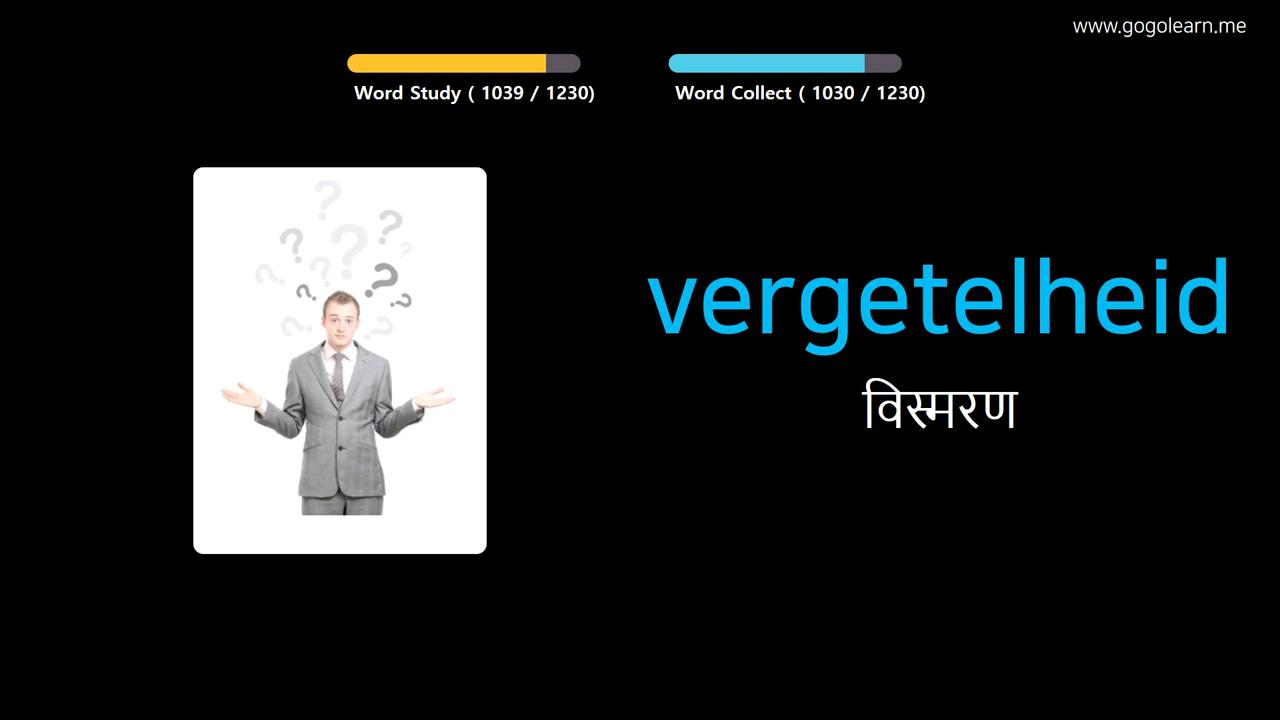 www.gogolearn.me
Word Study ( 1039 / 1230)
Word Collect ( 1030 / 1230)
vergetelheid
विस्मरण